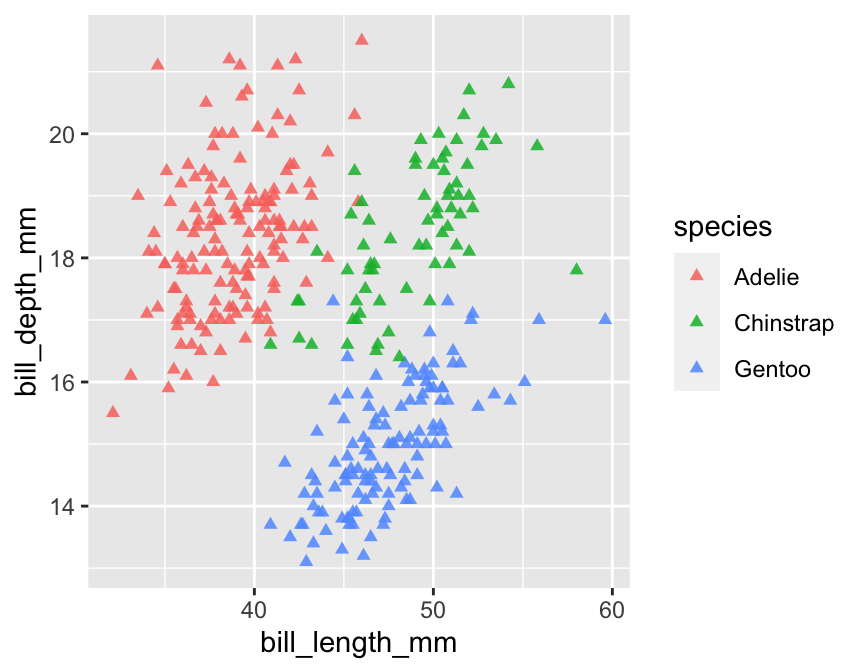 20
18
16
14
bill_depth_mm
40
50
60
bill_length_mm
species
Adelie
Chinstrap
Gentoo